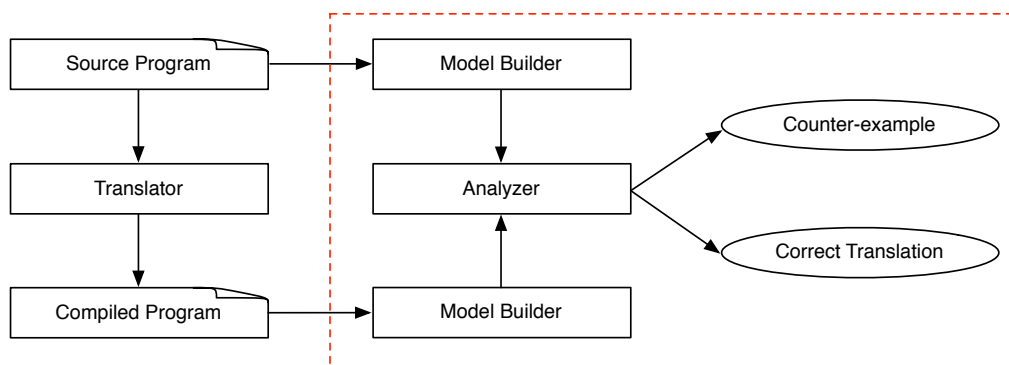 Source Program
Model Builder
Counter-example
Translator
Analyzer
Correct Translation
Compiled Program
Model Builder